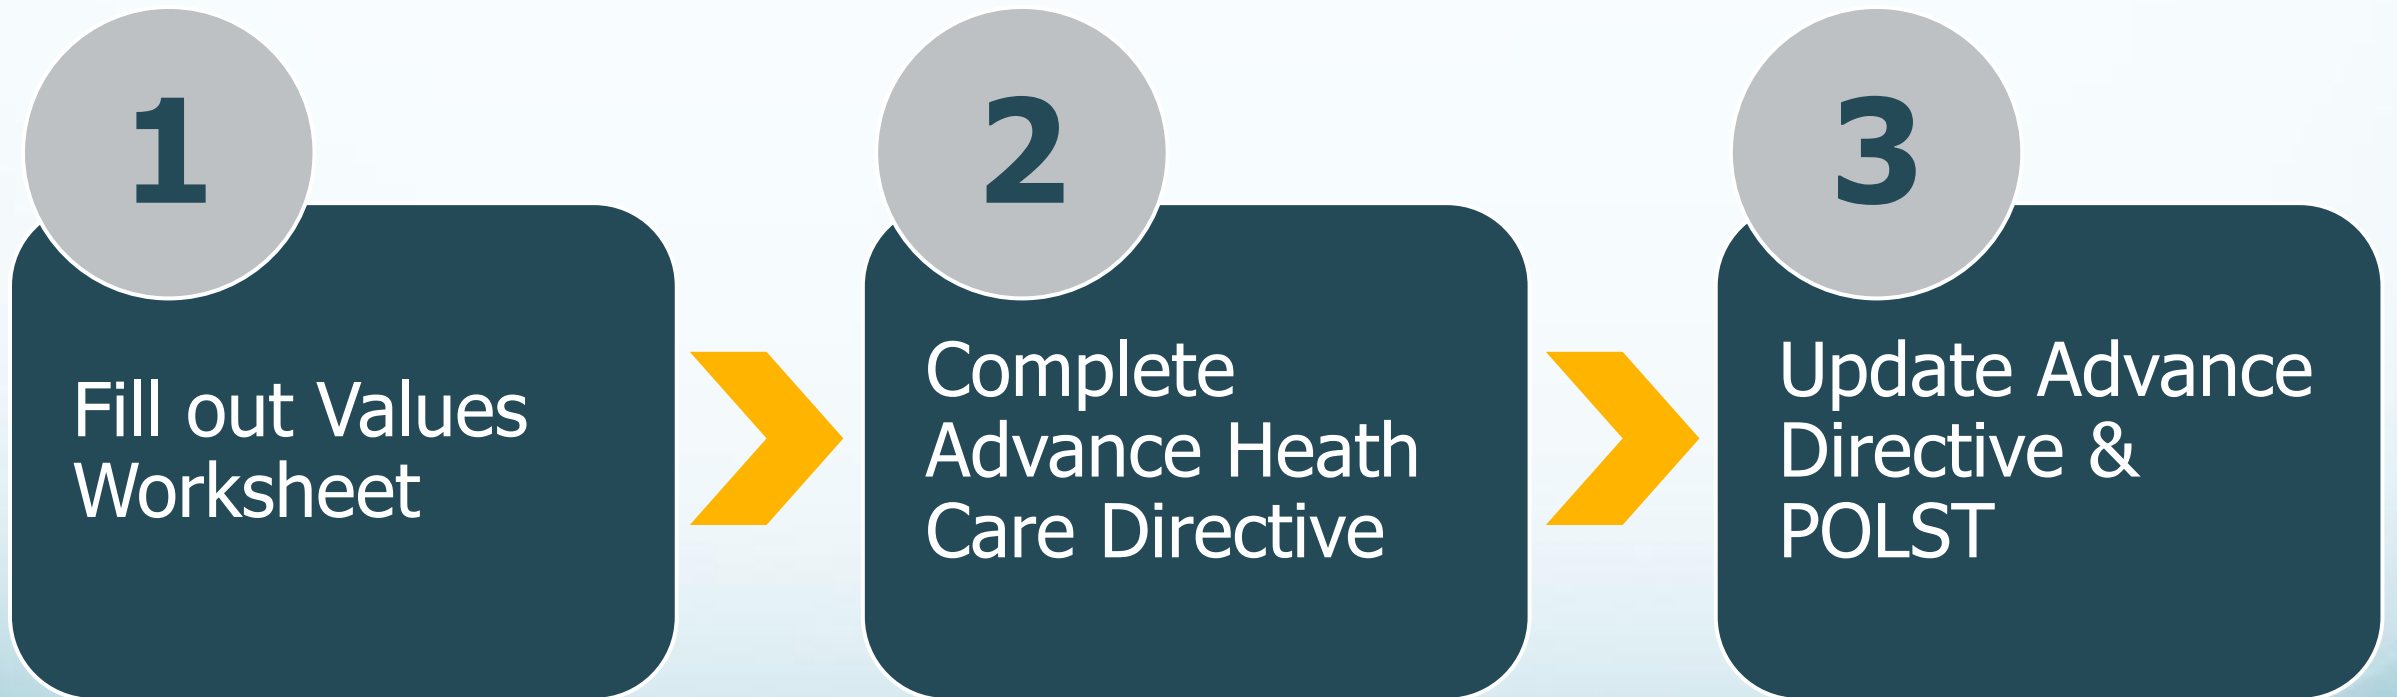 1
Fill out Values
Worksheet
2
Complete
Advance Heath
Care Directive
3
Update Advance
Directive &
POLST